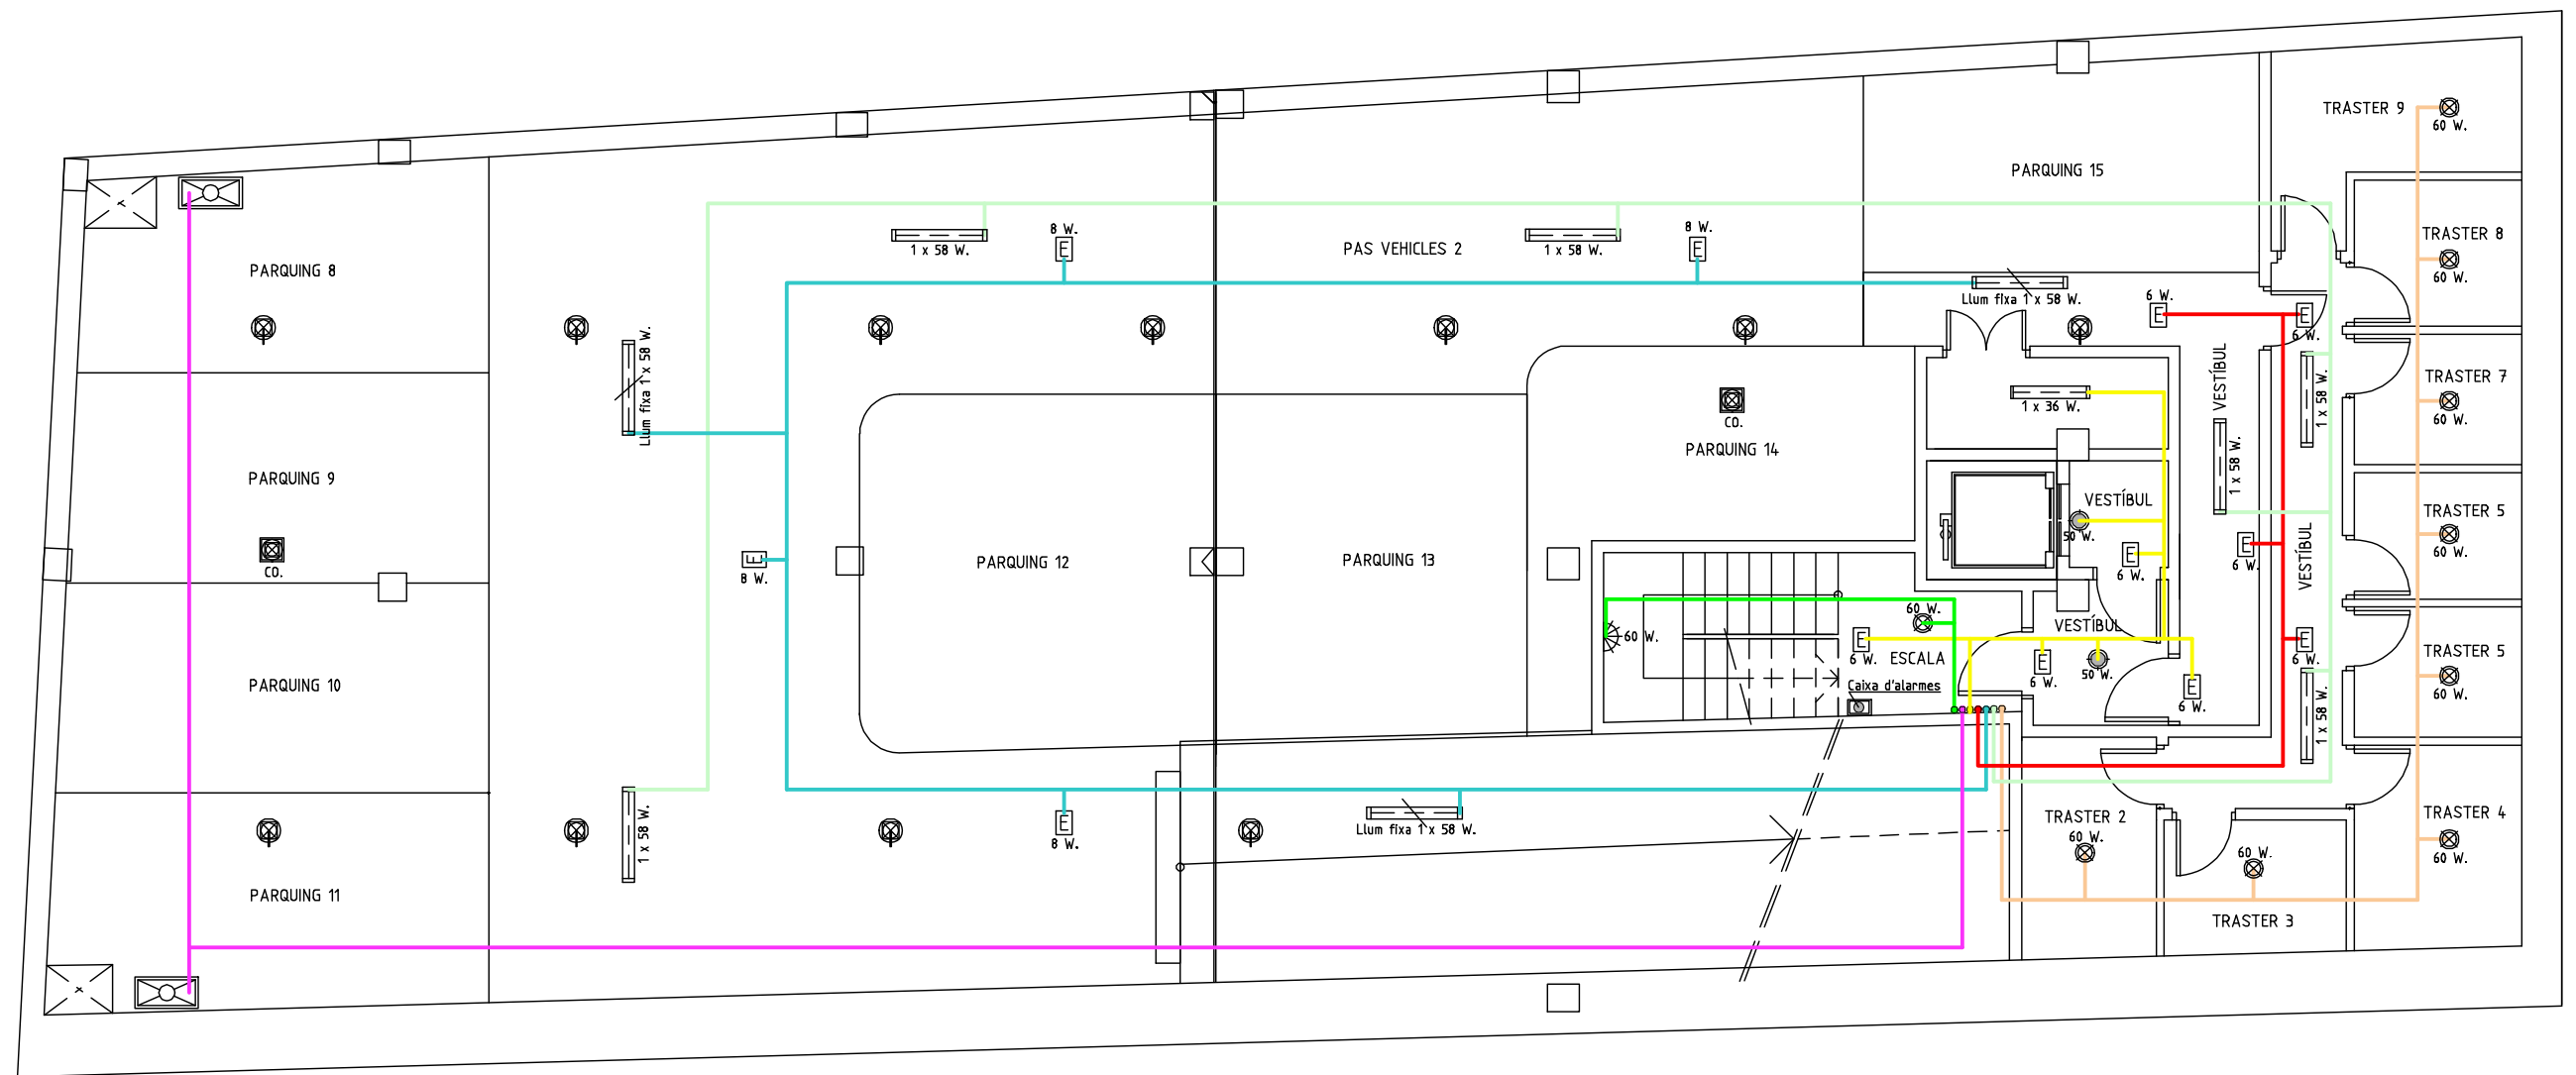 TRASTER 9
60 W.
PARQUING 15
8 W.
8 W.
PAS VEHICLES 2
1 x 58 W.
1 x 58 W.
TRASTER 8
60 W.
PARQUING 8
Llum fixa 1 x 58 W.
6 W.
6 W.
Llum fixa 1 x 58 W.
VESTÍBUL
1 x 58 W.
TRASTER 7
60 W.
1 x 36 W.
CO.
PARQUING 14
1 x 58 W.
PARQUING 9
VESTÍBUL
50 W.
TRASTER 5
60 W.
CO.
8 W.
PARQUING 12
PARQUING 13
6 W.
6 W.
VESTÍBUL
60 W.
60 W.
VESTÍBUL
6 W.
ESCALA
6 W.
50 W.
6 W.
6 W.
TRASTER 5
60 W.
PARQUING 10
Caixa d'alarmes
1 x 58 W.
1 x 58 W.
8 W.
Llum fixa 1 x 58 W.
TRASTER 2
60 W.
TRASTER 4
60 W.
60 W.
PARQUING 11
TRASTER 3